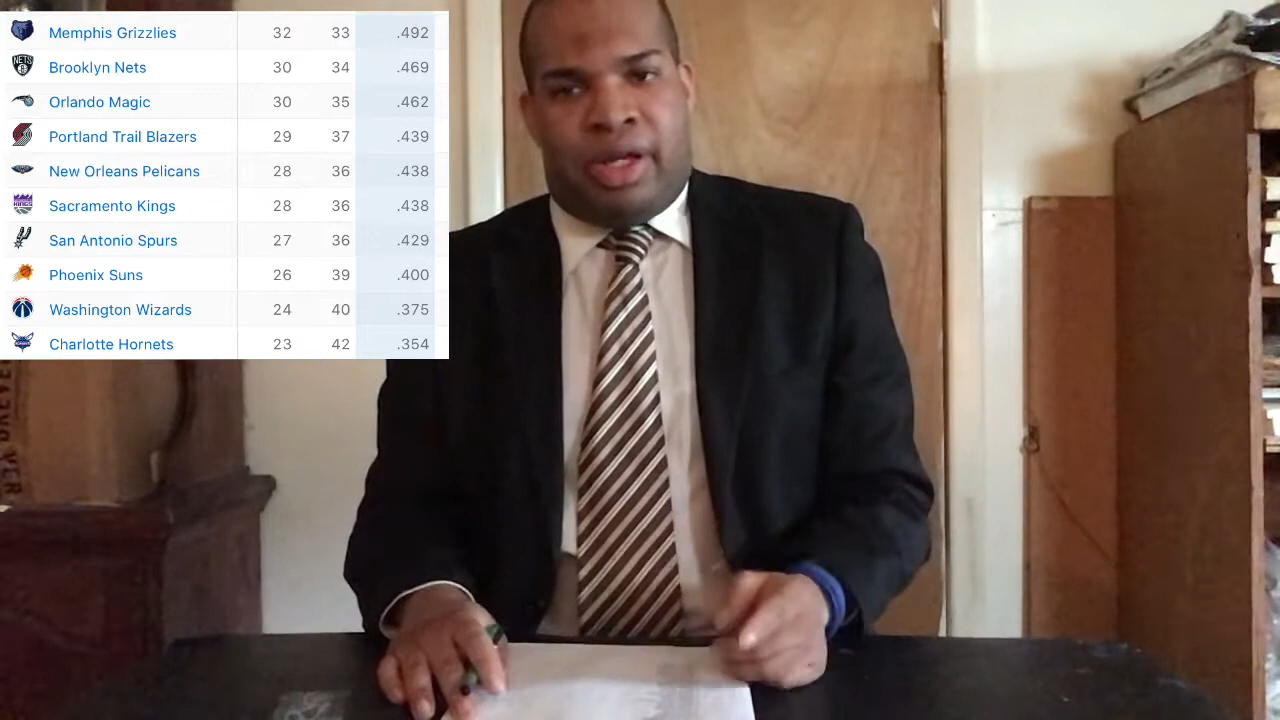 Memphis Grizzlies 32 33 .492
NETS
Brooklyn Nets 30 34 .469
Orlando Magic 30 35 .462
Portland Trail Blazers 29 37 .439
New Orleans Pelicans 28 36 .438
KINGS
Sacramento Kings 28 36 .438
San Antonio Spurs 27 36 .429
Phoenix Suns 26 39 .400
Washington Wizards 24 40 .375
Charlotte Hornets 23 42 .354